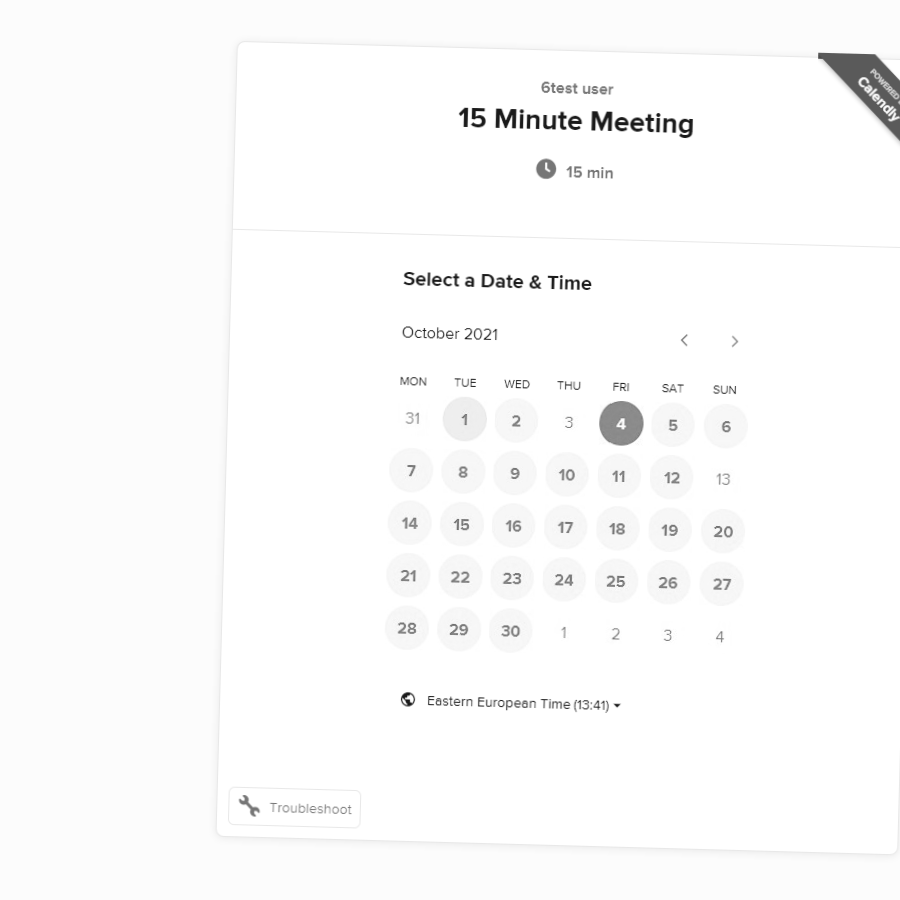 6test user
15 Minute Meeting
15 min
POWERED
Calendly
Select a Date & Time
October 2021
MON TUE WED THU FRI SAT SUN
31 1 2 3 4 5 6
7 8 9 10 11 12 13
14 15 16 17 18 19 20
21 22 23 24 25 26 27
28 29 30 1 2 3 4
Eastern European Time (13:41)
Troubleshoot